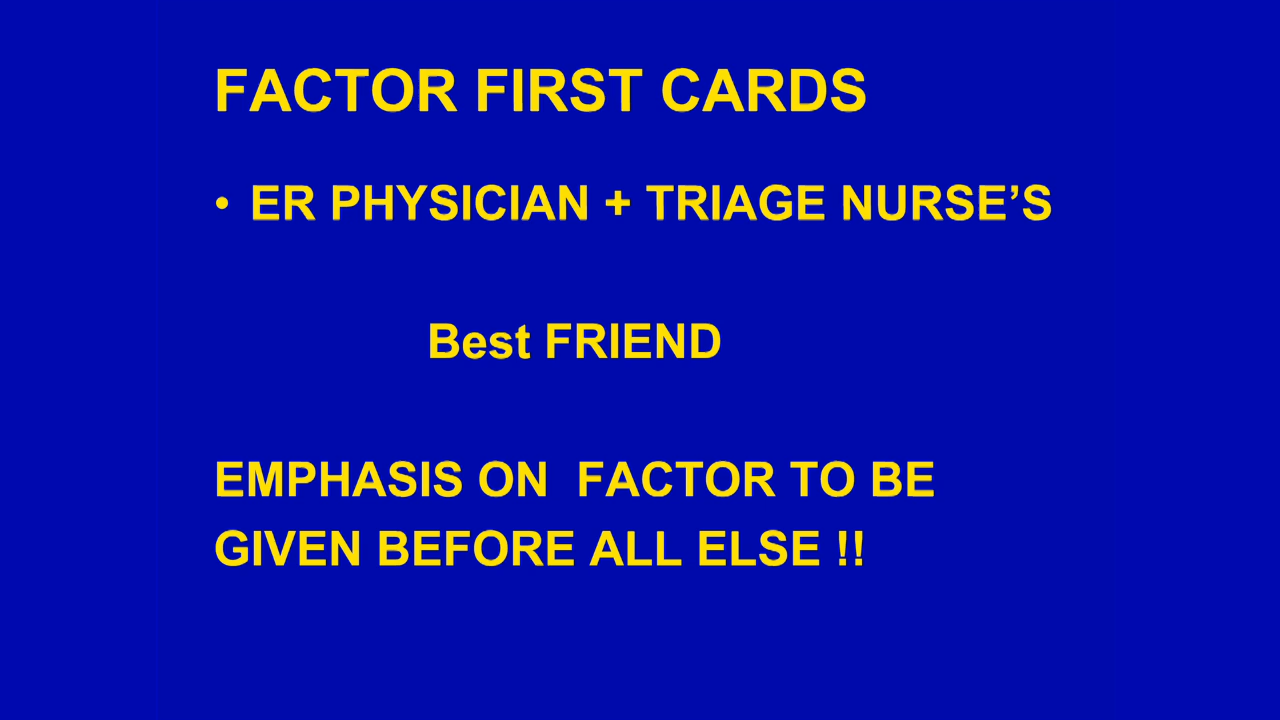 FACTOR FIRST CARDS
• ER PHYSICIAN + TRIAGE NURSE’S
Best FRIEND
EMPHASIS ON  FACTOR TO BE
GIVEN BEFORE ALL ELSE !!